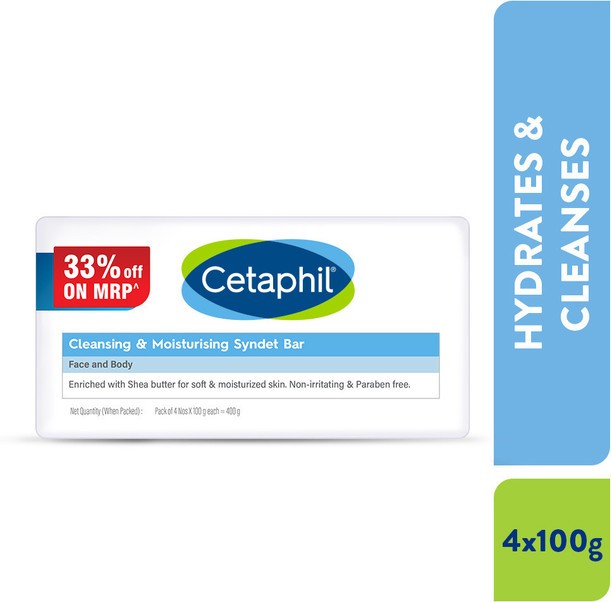 33% off
ON MRP^
Cetaphil®
Cleansing & Moisturising Syndet Bar
Face and Body
Enriched with Shea butter for soft & moisturized skin. Non-irritating & Paraben free.
Net Quantity (When Packed): Pack of 4 Nos X 100 g each = 400 g
HYDRATES &
CLEANSES
4x100g